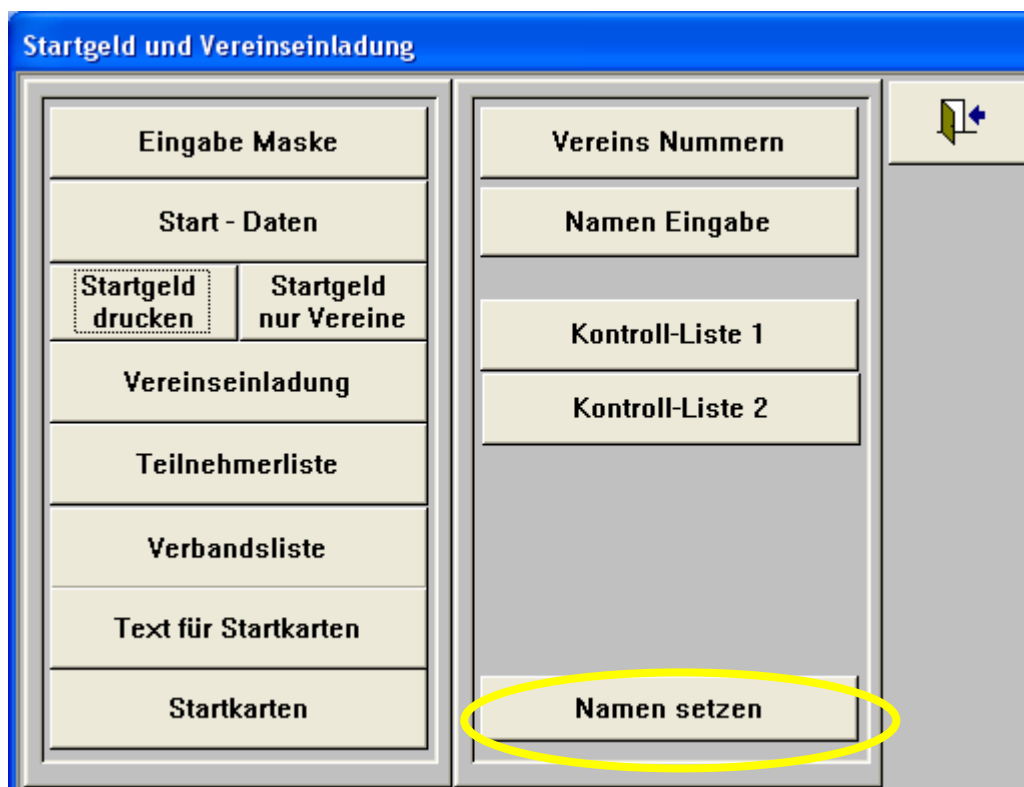 Startgeld und Vereinseinladung
Eingabe Maske
Start - Daten
Startgeld
drucken
Startgeld
nur Vereine
Vereinseinladung
Teilnehmerliste
Verbandsliste
Text für Startkarten
Startkarten
Vereins Nummern
Namen Eingabe
Kontroll-Liste 1
Kontroll-Liste 2
Namen setzen